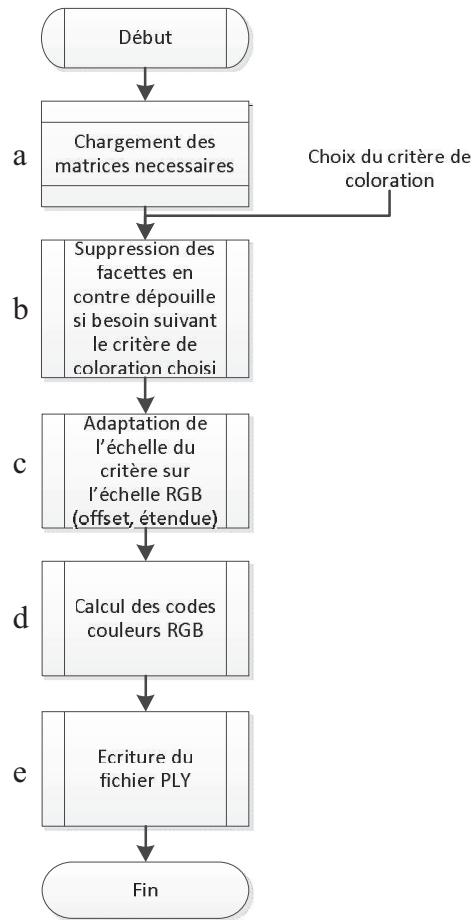 Début
a
Chargement des
matrices necessaires
Choix du critère de
coloration
b
Suppression des
facettes en
contre dépouille
si besoin suivant
le critère de
coloration choisi
c
Adaptation de
l'échelle du
critère sur
l'échelle RGB
(offset, étendue)
d
Calcul des codes
couleurs RGB
e
Ecriture du
fichier PLY
Fin